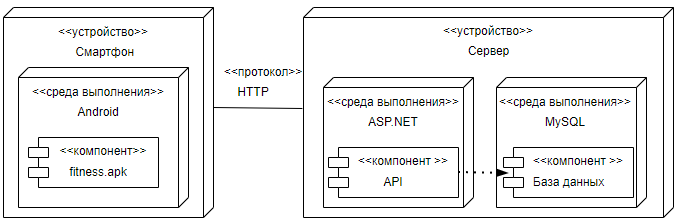 <<устройство>>
Смартфон
<<среда выполнения>>
Android
<<компонент >>
fitness.apk
<<протокол>>
HTTP
<<устройство>>
Сервер
<<среда выполнения>>
ASP.NET
<<компонент >>
API
<<среда выполнения>>
MySQL
<<компонент >>
База данных